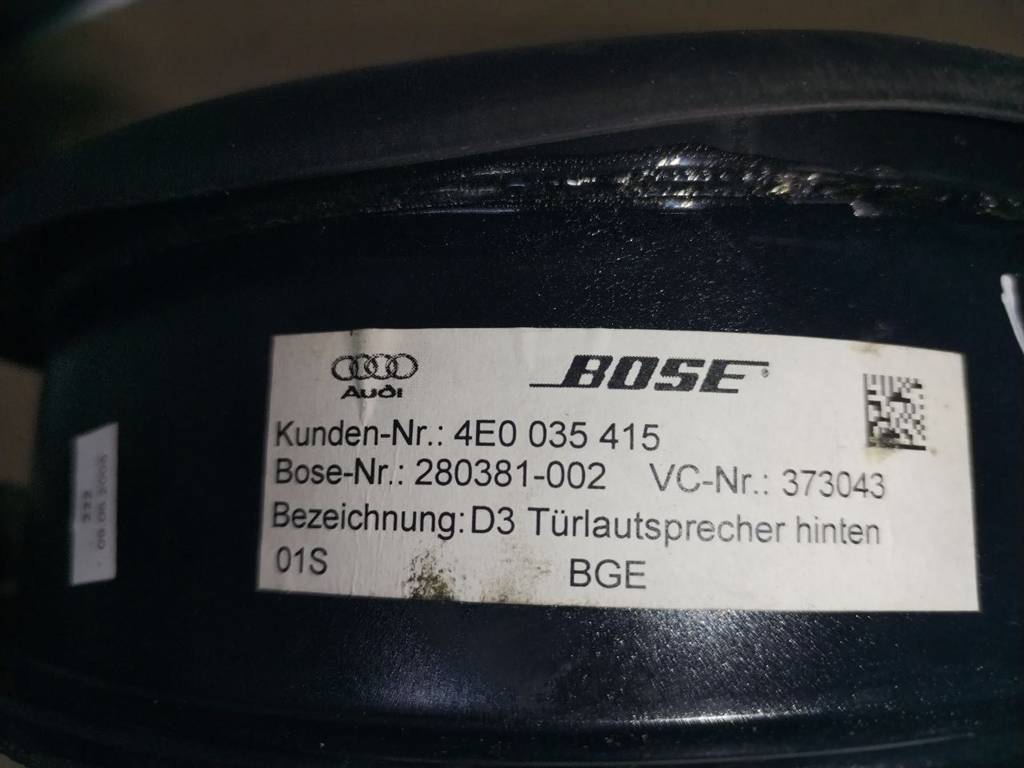 Audi
BOSE®
Kunden-Nr.: 4E0 035 415
Bose-Nr.: 280381-002 VC-Nr.: 373043
Bezeichnung: D3 Türlautsprecher hinten
01S BGE